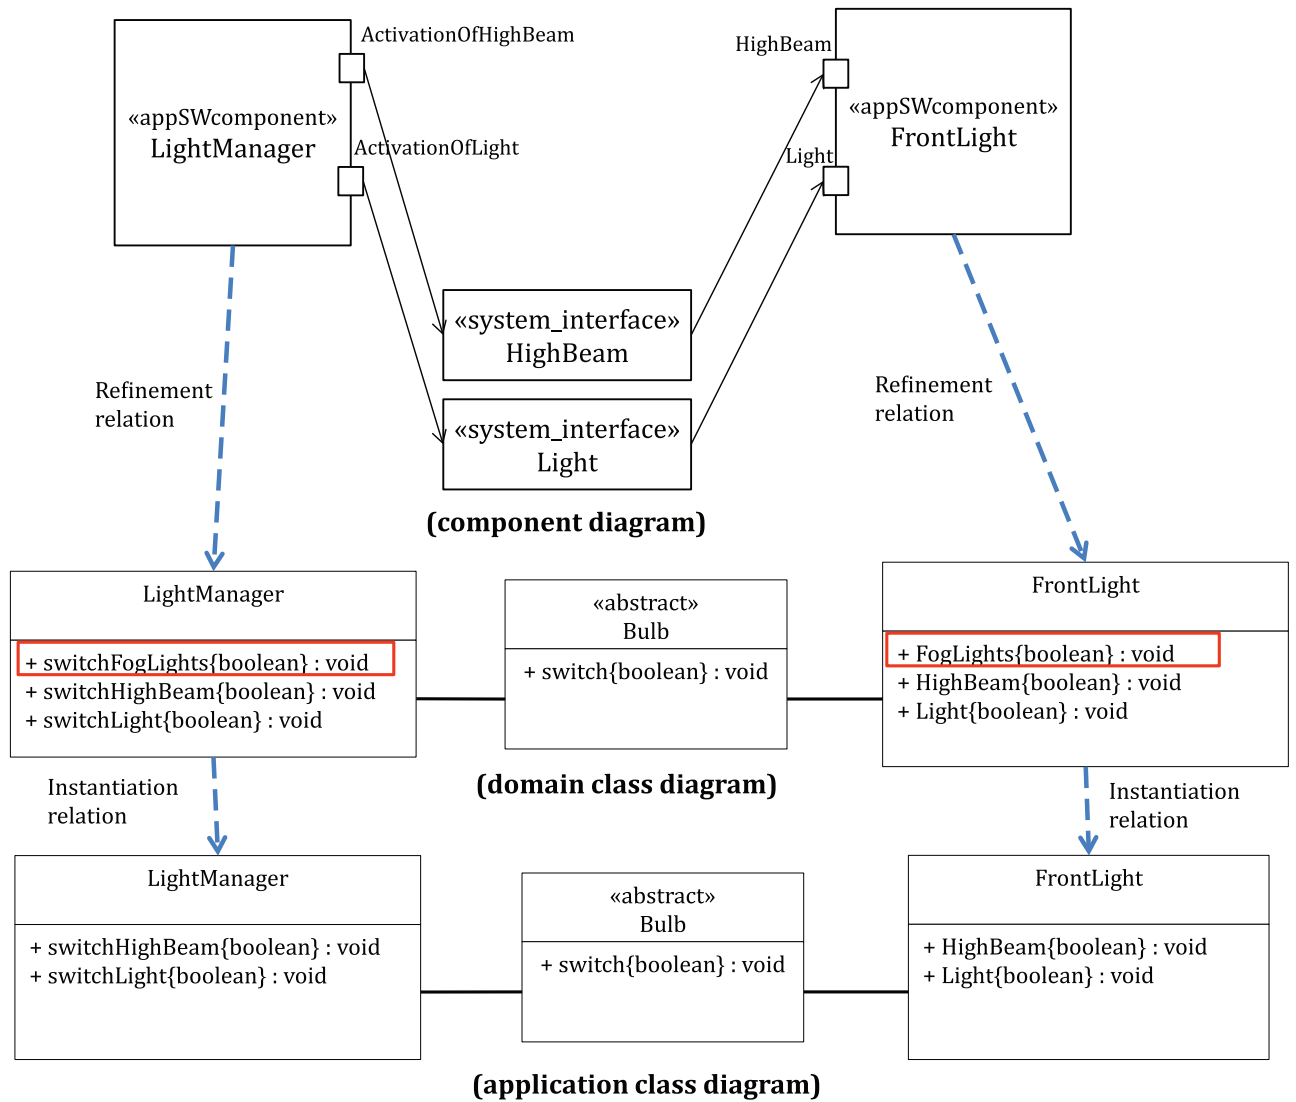 ActivationOfHighBeam
«appSWcomponent»
LightManager
ActivationOfLight
HighBeam
«appSWcomponent»
FrontLight
Light
«system_interface»
HighBeam
«system_interface»
Light
Refinement
relation
Refinement
relation
(component diagram)
LightManager
+ switchFogLights{boolean} : void
+ switchHighBeam{boolean} : void
+ switchLight{boolean} : void
«abstract»
Bulb
+ switch{boolean} : void
FrontLight
+ FogLights{boolean} : void
+ HighBeam{boolean} : void
+ Light{boolean} : void
(domain class diagram)
Instantiation
relation
Instantiation
relation
LightManager
+ switchHighBeam{boolean} : void
+ switchLight{boolean} : void
«abstract»
Bulb
+ switch{boolean} : void
FrontLight
+ HighBeam{boolean} : void
+ Light{boolean} : void
(application class diagram)